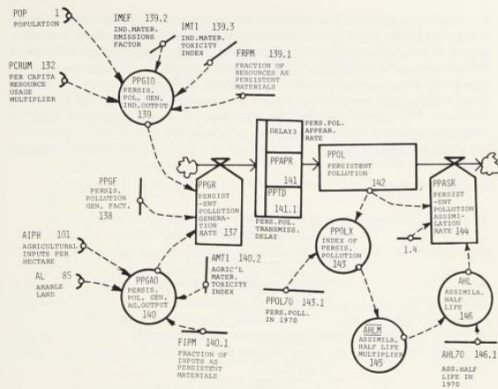 POP 1
POPULATION
IMEF 139.2
IND.MATER.
EMISSIONS
FACTOR
IMTI 139.3
IND.MATER.
TOXICITY
INDEX
FRPM 139.1
FRACTION OF
RESOURCES AS
PERSISTENT
MATERIALS
PCRUM 132
PER CAPITA
RESOURCE
USAGE
MULTIPLIER
PPGIO
PERSIS.
POL. GEN.
IND.OUTPUT
139
PERS.POL.
APPEAR.
RATE
DELAY3
PPAPR
141
PPTD
141.1
PERS.POL.
TRANSMISS.
DELAY
PPOL
PERSISTENT
POLLUTION
142
PPGF
PERSIS.
POLLUTION
GEN. FACT.
138
PPGR
PERSIST
-ENT
POLLUTION
GENERA-
TION
RATE 137
PPASR
PERSIST
-ENT
POLLUTION
ASSIMI-
LATION
RATE 144
PPOLX
INDEX OF
PERSIS.
POLLUTION
143
1.4
AIPH 101
AGRICULTURAL
INPUTS PER
HECTARE
AL 85
ARABLE
LAND
PPGAO
PERSIS.
POL. GEN.
AG.OUTPUT
140
AMTI 140.2
AGRIC'L
MATER.
TOXICITY
INDEX
FIPM 140.1
FRACTION OF
INPUTS AS
PERSISTENT
MATERIALS
PPOL70 143.1
PERS.POLL.
IN 1970
AHLM
ASSIMILA.
HALF LIFE
MULTIPLIER
145
AHL
ASSIMILA.
HALF
LIFE
146
AHL70 146.1
ASS.HALF
LIFE IN
1970